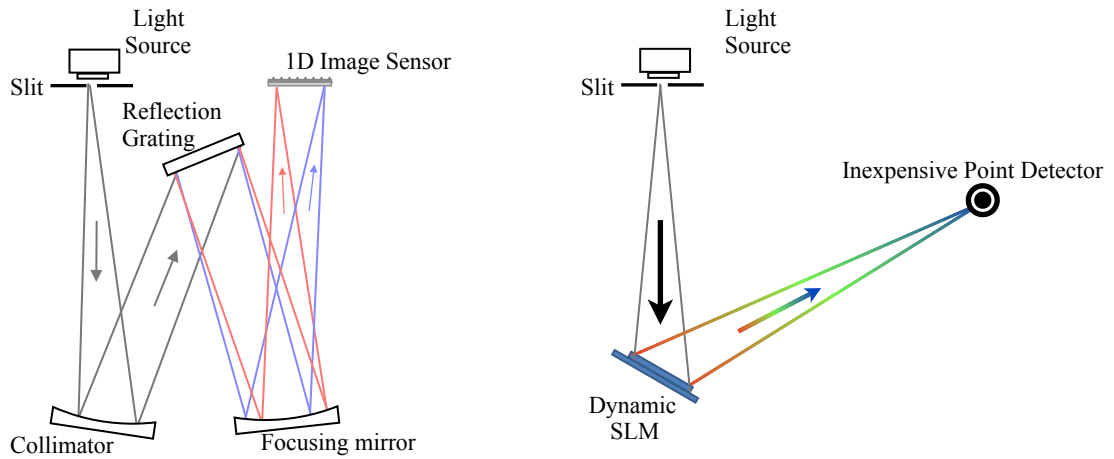 Light
Source
Slit
1D Image Sensor
Reflection
Grating
Collimator
Focusing mirror
Light
Source
Slit
Inexpensive Point Detector
Dynamic
SLM